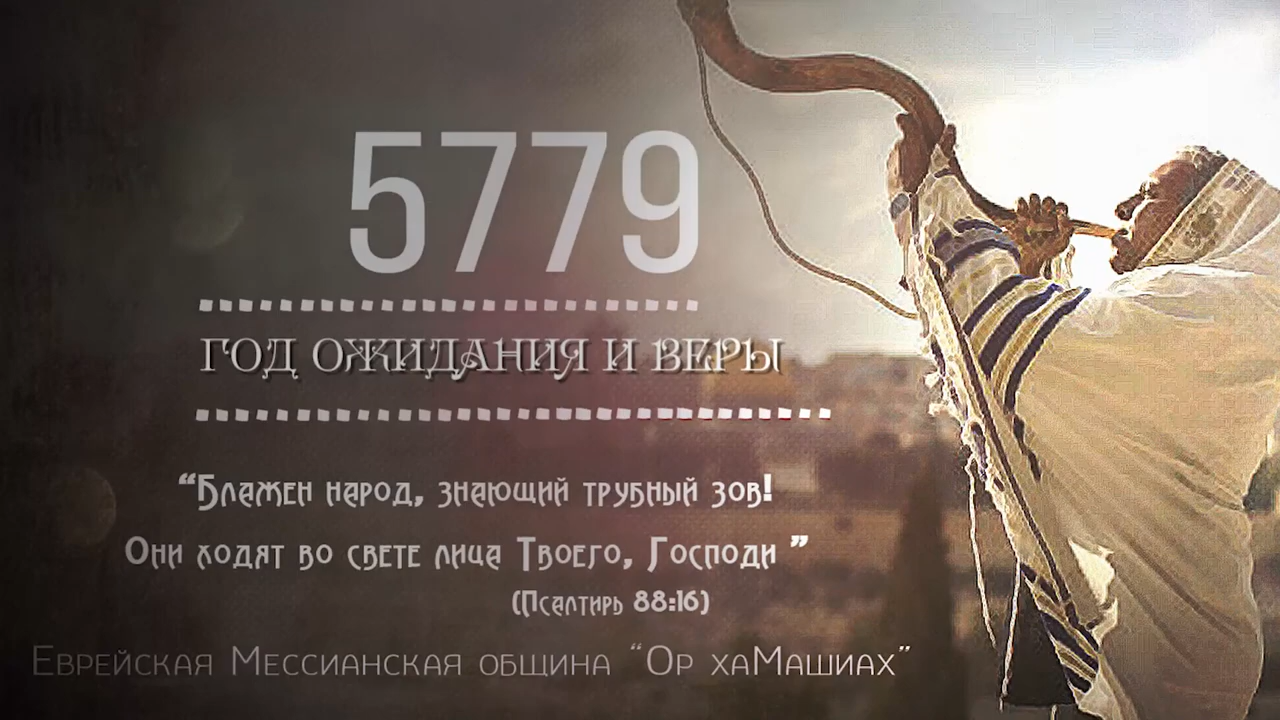 5779
ГОД ОЖИДАНИЯ И ВЕРЫ
“Блажен народ, знающий трубный зов!
Они ходят во свете лица Твоего, Господи ”
(Псалтирь 88:16)
Еврейская Мессианская община “Ор хаМашиах”